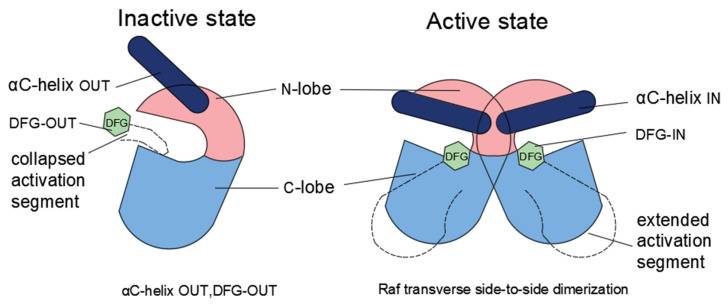 Inactive state
Active state
αC-helix OUT
N-lobe
αC-helix IN
DFG
DFG-OUT
DFG-IN
DFG
DFG
collapsed
activation
segment
C-lobe
extended
activation
segment
αC-helix OUT,DFG-OUT
Raf transverse side-to-side dimerization